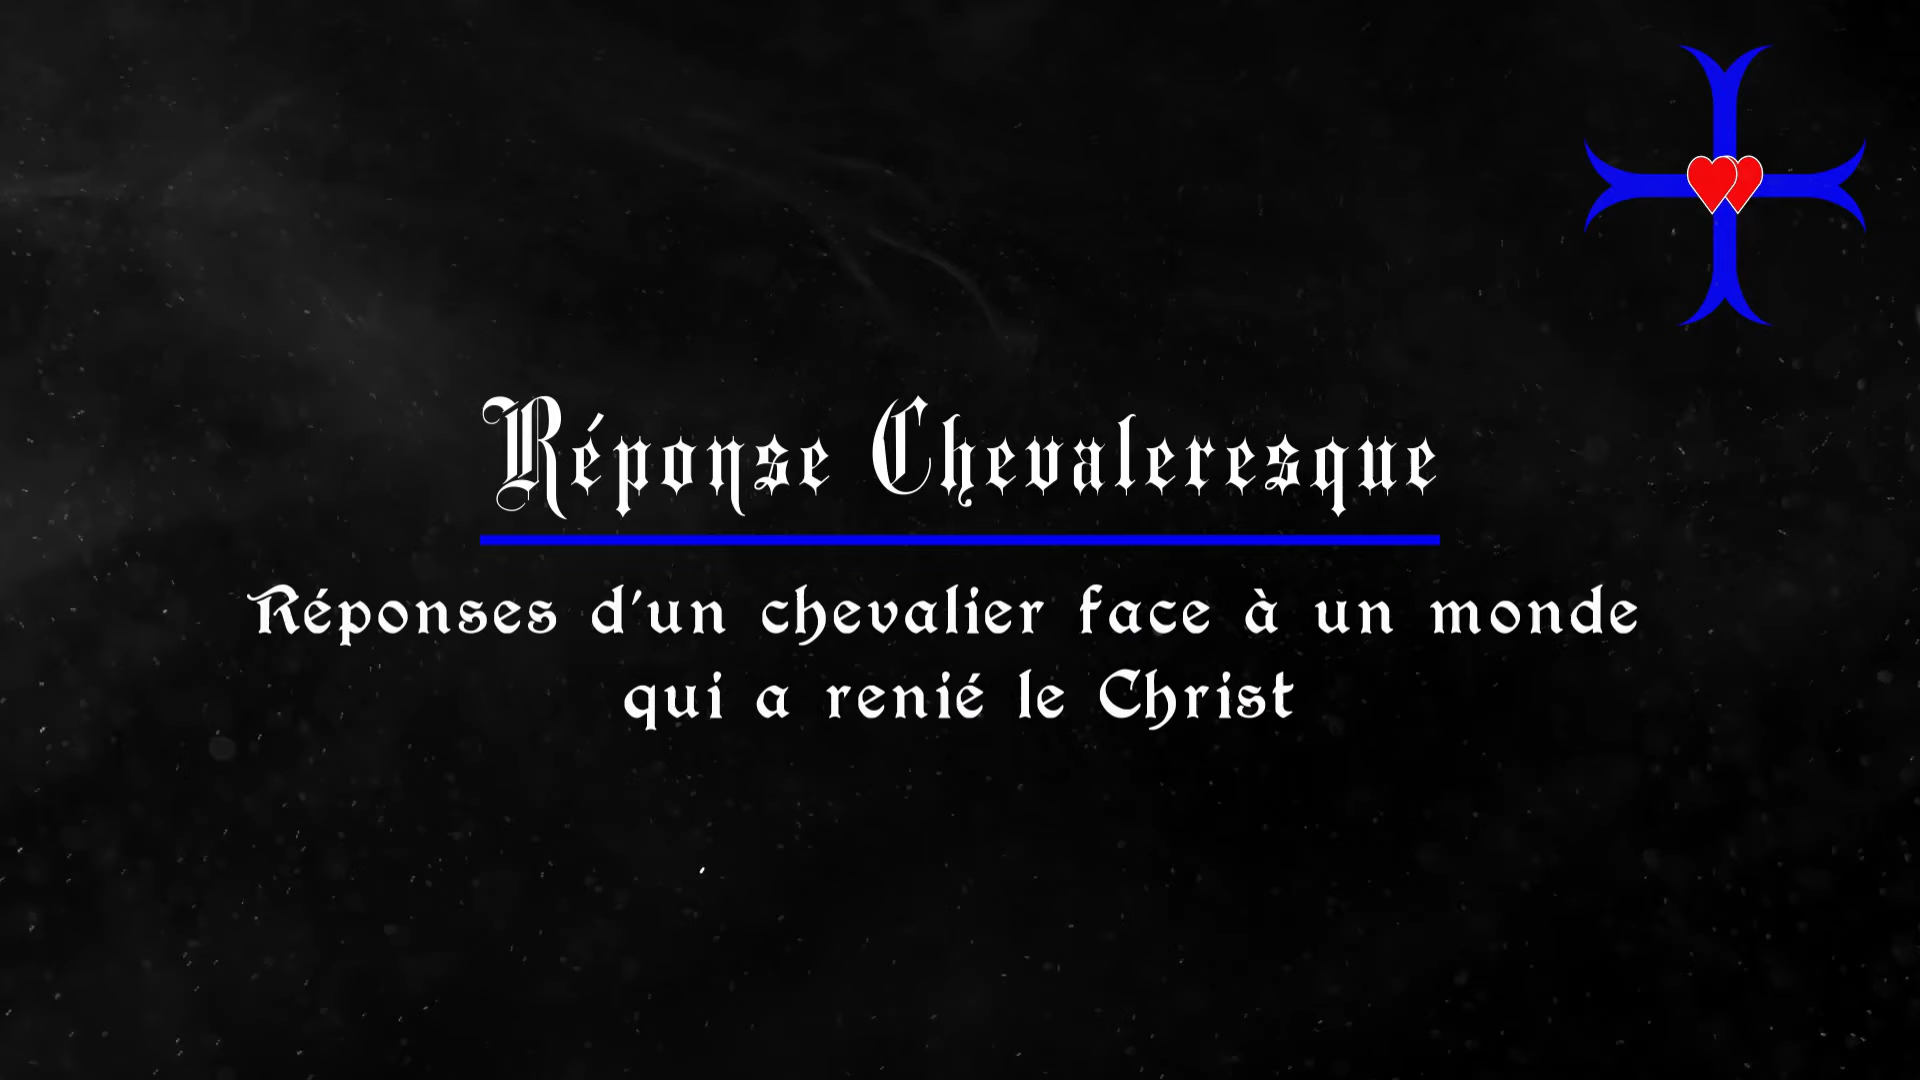 Réponse Chevaleresque
Réponses d'un chevalier face à un monde
qui a renié le Christ